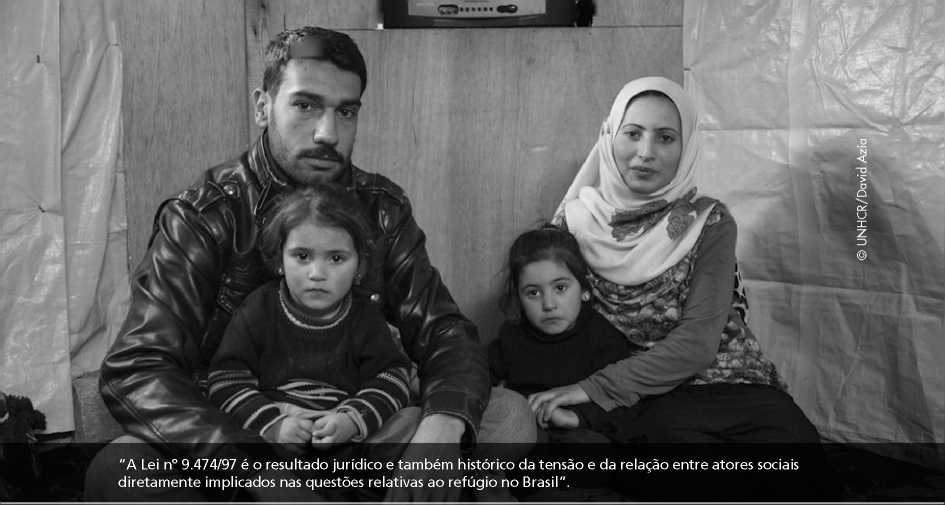 © UNHCR/David Azia
“A Lei nº 9.474/97 é o resultado jurídico e também histórico da tensão e da relação entre atores sociais
diretamente implicados nas questões relativas ao refúgio no Brasil”.